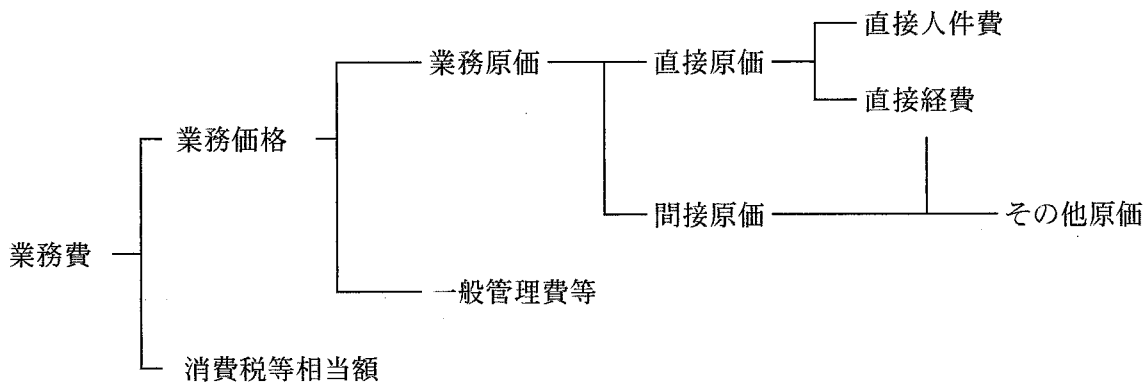 直接人件費
業務原価
直接原価
直接経費
業務価格
間接原価
その他原価
業務費
一般管理費等
消費税等相当額